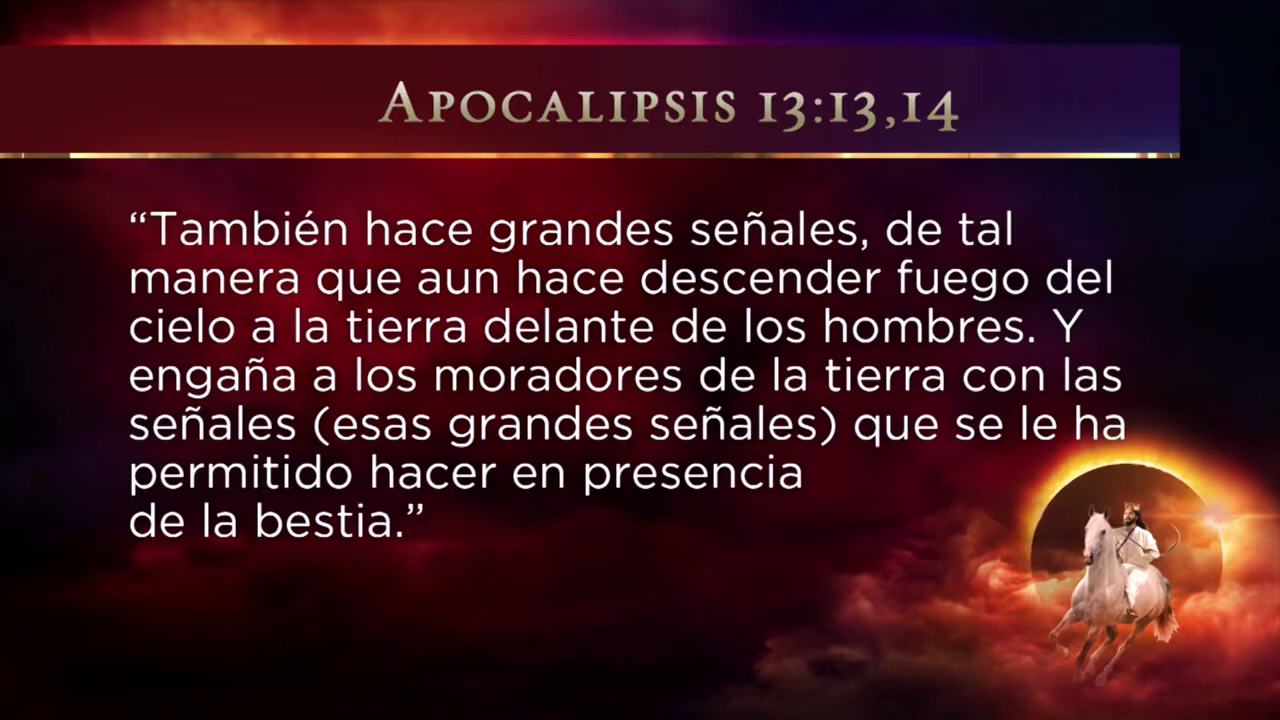 APOCALIPSIS 13:13,14
“También hace grandes señales, de tal
manera que aun hace descender fuego del
cielo a la tierra delante de los hombres. Y
engaña a los moradores de la tierra con las
señales (esas grandes señales) que se le ha
permitido hacer en presencia
de la bestia.”